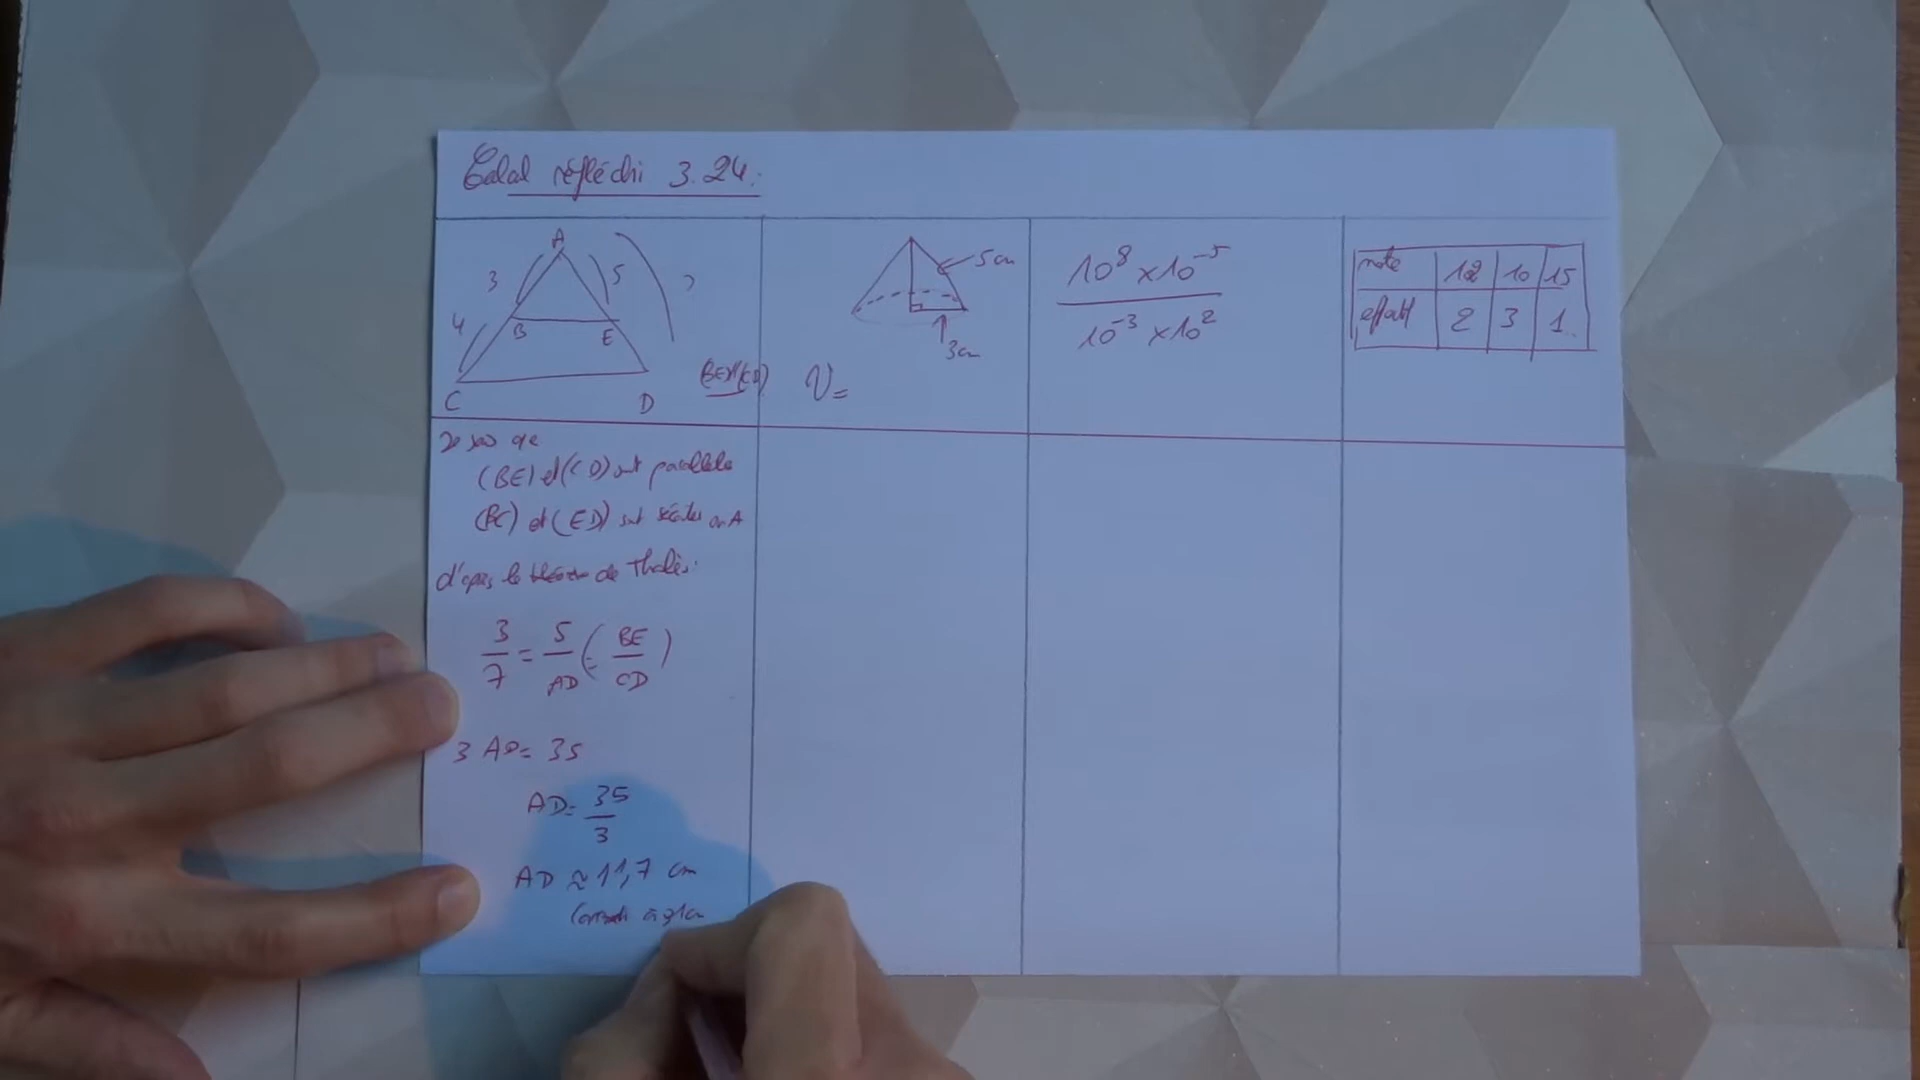 Calcul réfléchi 3.24.
A
3
5
?
4
B
E
C
D
(BE)//(CD)
5cm
3cm
V=
10⁸ x 10⁻⁵
10⁻³ x 10²
note 12 10 15
effectif 2 3 1
Je sais que
(BE) et (CD) sont parallèles
(BC) et (ED) sont sécantes en A
d'après le théorème de Thalès:
3/7 = 5/AD (= BE/CD)
3 AD = 35
AD = 35/3
AD ≈ 11,7 cm